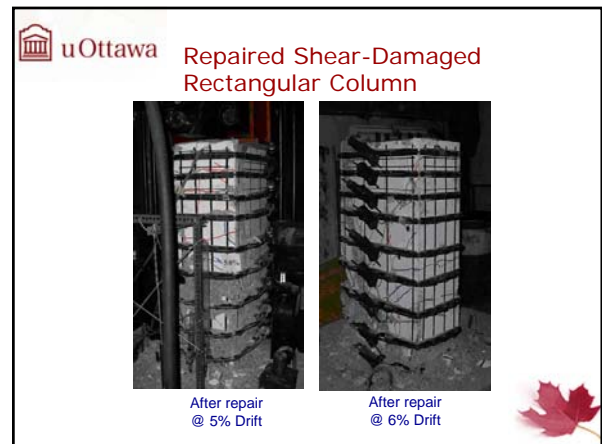 uOttawa
Repaired Shear-Damaged
Rectangular Column
After repair
@ 5% Drift
After repair
@ 6% Drift